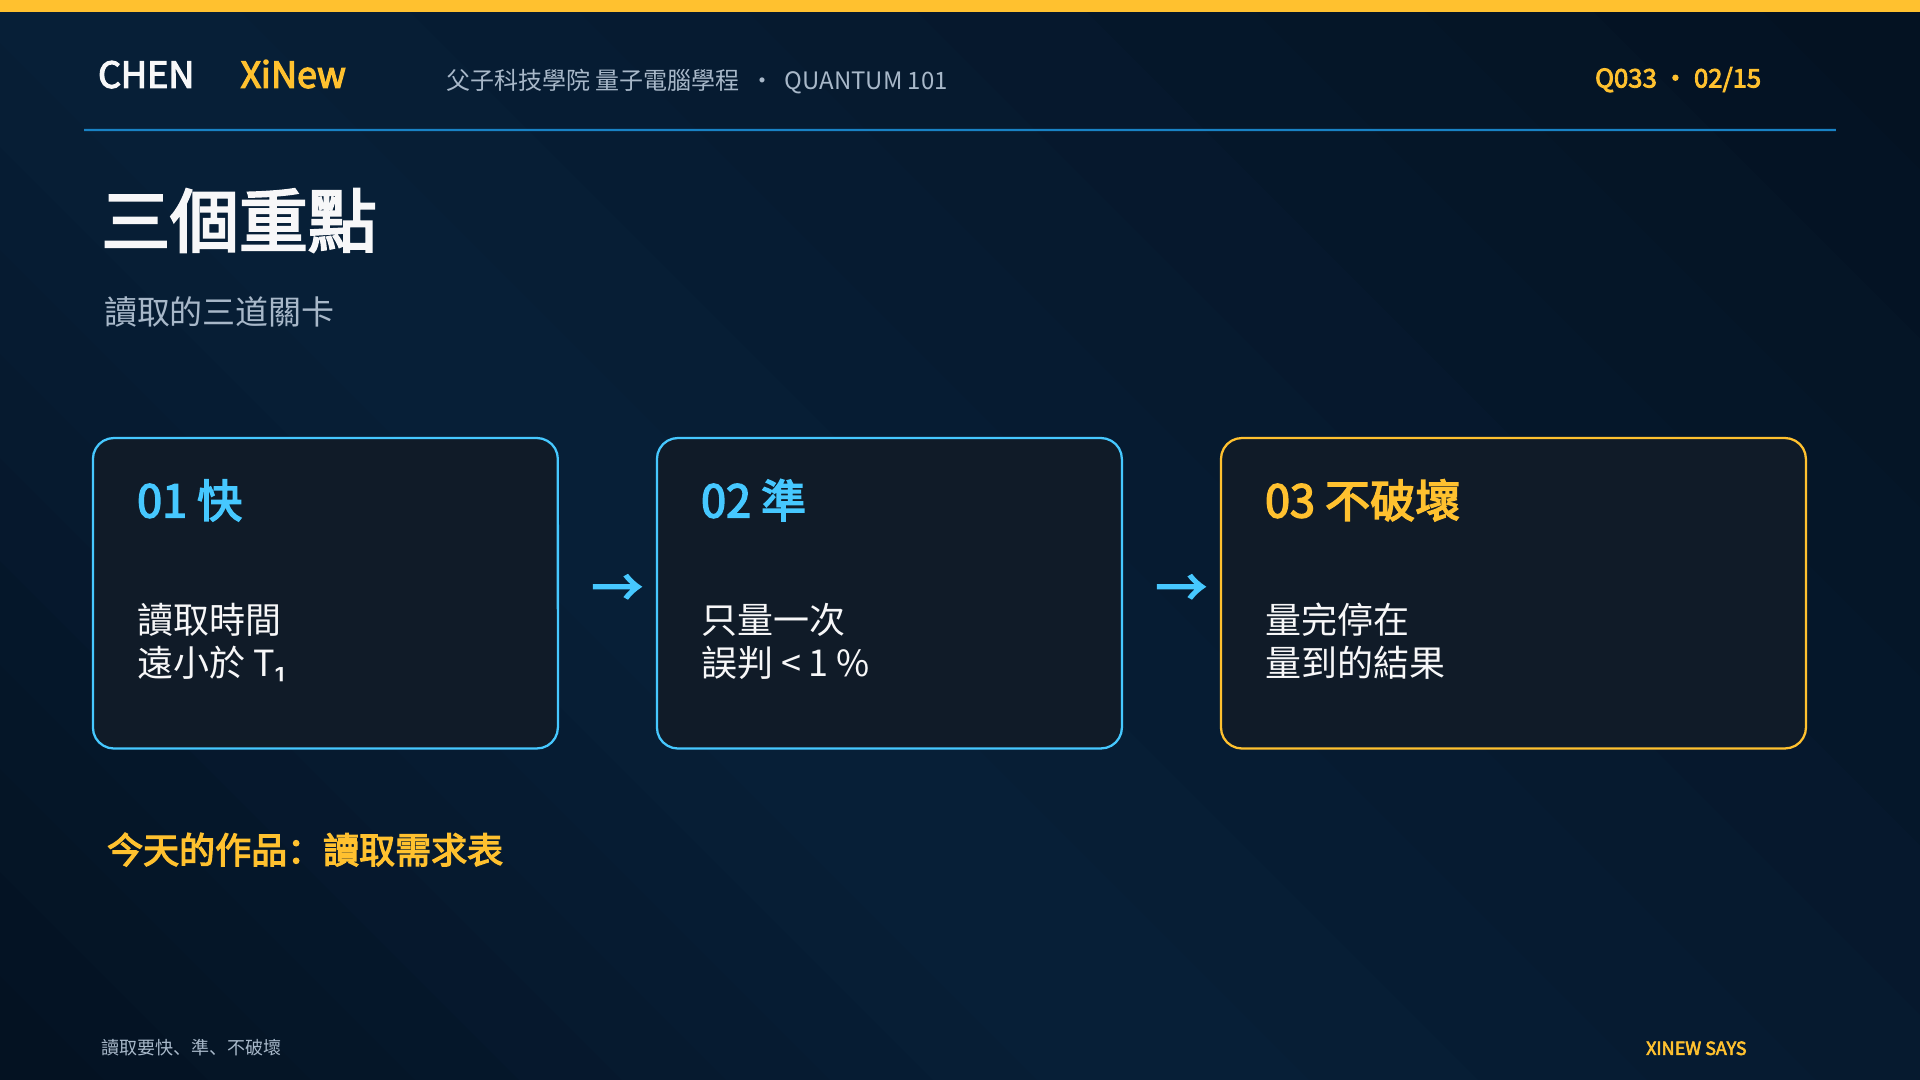 CHEN XiNew 父子科技學院 量子電腦學程 · QUANTUM 101 Q033 · 02/15
三個重點
讀取的三道關卡
01 快
讀取時間
遠小於 T₁
→
02 準
只量一次
誤判 < 1 %
→
03 不破壞
量完停在
量到的結果
今天的作品：讀取需求表
讀取要快、準、不破壞 XINEW SAYS